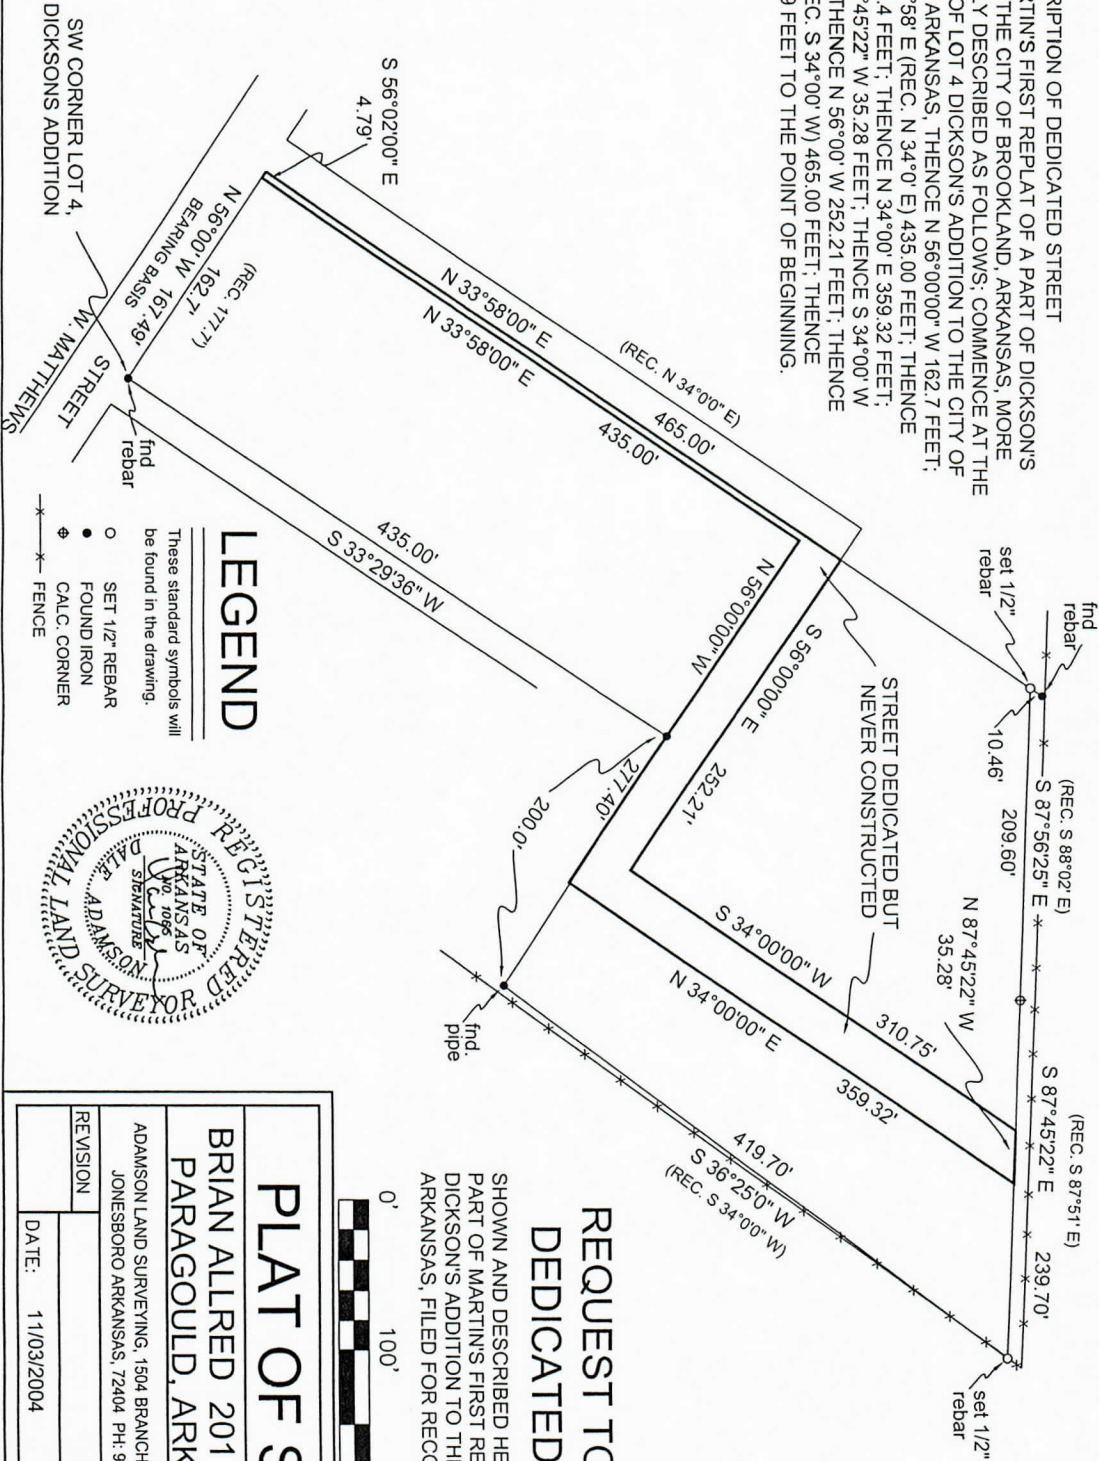 RIPTION OF DEDICATED STREET
RTIN'S FIRST REPLAT OF A PART OF DICKSON'S
THE CITY OF BROOKLAND, ARKANSAS, MORE
LY DESCRIBED AS FOLLOWS; COMMENCE AT THE
OF LOT 4 DICKSON'S ADDITION TO THE CITY OF
ARKANSAS, THENCE N 56°00'00" W 162.7 FEET;
°58' E (REC. N 34°0' E) 435.00 FEET; THENCE
.4 FEET; THENCE N 34°00' E 359.32 FEET;
°45'22" W 35.28 FEET; THENCE S 34°00' W
THENCE N 56°00' W 252.21 FEET; THENCE
EC. S 34°00' W) 465.00 FEET; THENCE
9 FEET TO THE POINT OF BEGINNING.
fnd
rebar
set 1/2"
rebar
10.46'
(REC. S 88°02' E)
S 87°56'25" E
209.60'
N 87°45'22" W
35.28'
(REC. S 87°51' E)
S 87°45'22" E
239.70'
set 1/2"
rebar
STREET DEDICATED BUT
NEVER CONSTRUCTED
S 34°00'00" W
310.75'
N 34°00'00" E
359.32'
419.70'
S 36°25'0" W
(REC. S 34°0'0" W)
S 56°00'00" E
252.21'
N 56°00'00" W
277.40'
200.0'
fnd.
pipe
(REC. N 34°0'0" E)
N 33°58'00" E
465.00'
N 33°58'00" E
435.00'
S 56°02'00" E
4.79'
435.00'
S 33°29'36" W
(REC. 177.7')
162.7'
N 56°00' W 167.49'
BEARING BASIS
W. MATTHEWS
STREET
SW CORNER LOT 4,
DICKSONS ADDITION
fnd
rebar
LEGEND
These standard symbols will
be found in the drawing.
SET 1/2" REBAR
FOUND IRON
CALC. CORNER
FENCE
REGISTERED
PROFESSIONAL LAND SURVEYOR
STATE OF
ARKANSAS
NO. 1065
SIGNATURE
DALE ADAMSON
REQUEST TO
DEDICATED
SHOWN AND DESCRIBED HE
PART OF MARTIN'S FIRST RE
DICKSON'S ADDITION TO TH
ARKANSAS, FILED FOR RECO
0' 100'
PLAT OF S
BRIAN ALLRED 201
PARAGOULD, ARK
ADAMSON LAND SURVEYING, 1504 BRANCH
JONESBORO ARKANSAS, 72404 PH: 9
REVISION
DATE: 11/03/2004